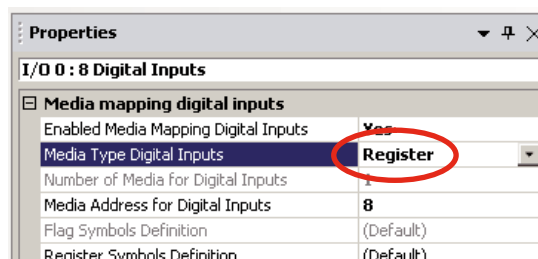 Properties
I/O 0 : 8 Digital Inputs
Media mapping digital inputs
Enabled Media Mapping Digital Inputs Yes
Media Type Digital Inputs Register
Number of Media for Digital Inputs 1
Media Address for Digital Inputs 8
Flag Symbols Definition (Default)
Register Symbols Definition (Default)